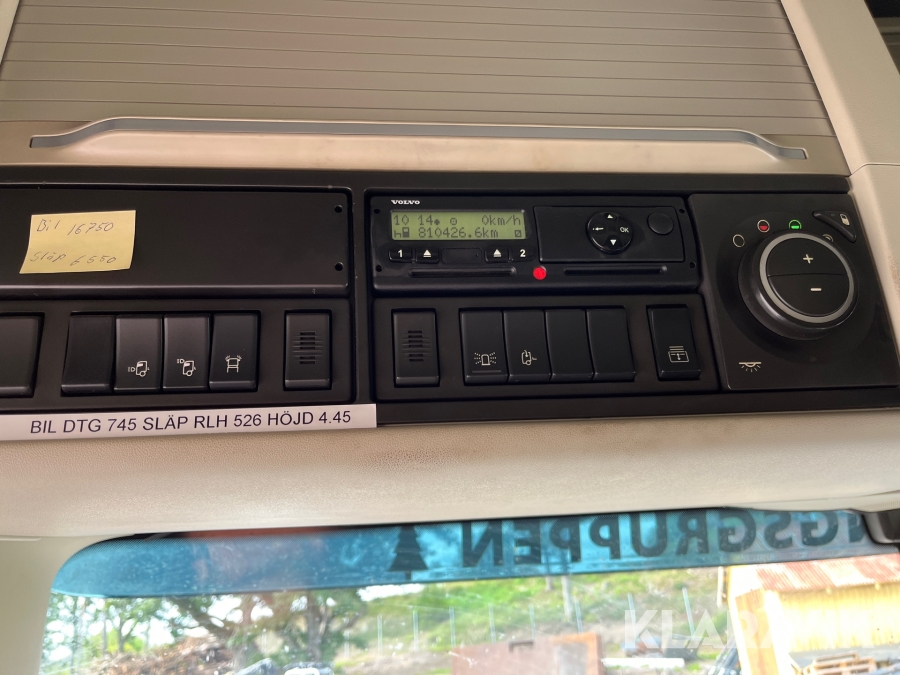 VOLVO
10 14 0km/h
h 810426.6km
1 2
OK
+
-
Bil 16750
Släp 6550
BIL DTG 745 SLÄP RLH 526 HÖJD 4.45
NGSGRUPPEN